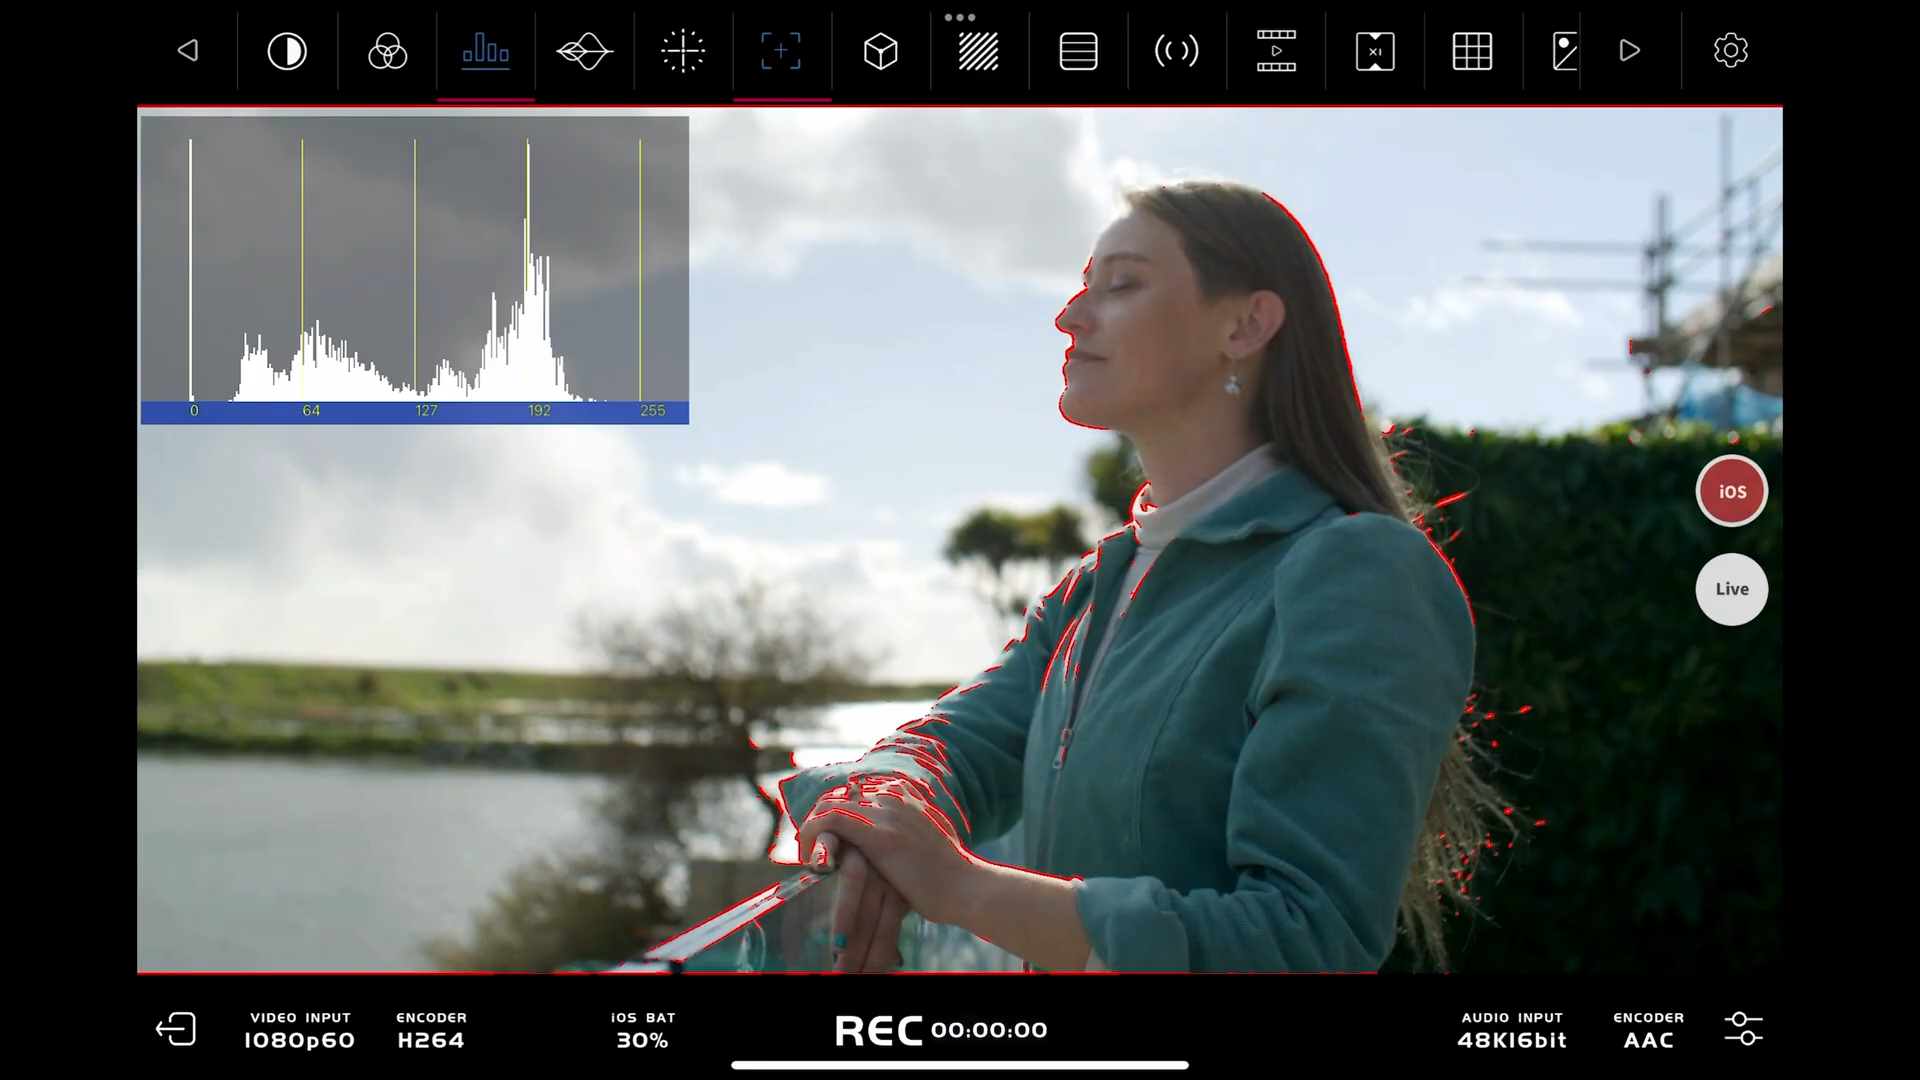 XI
0 64 127 192 255
iOS
Live
VIDEO INPUT
1080p60
ENCODER
H264
iOS BAT
30%
REC 00:00:00
AUDIO INPUT
48K16bit
ENCODER
AAC